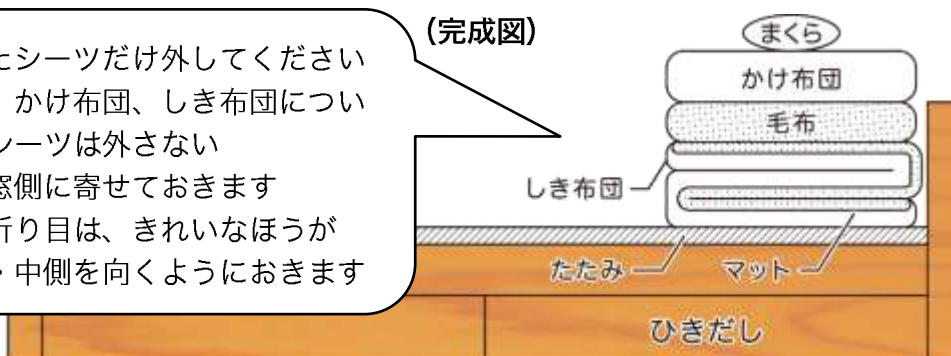 シーツだけ外してください
かけ布団、しき布団につい
シーツは外さない
窓側に寄せておきます
折り目は、きれいなほうが
・中側を向くようにおきます
(完成図)
まくら
かけ布団
毛布
しき布団
たたみ
マット
ひきだし